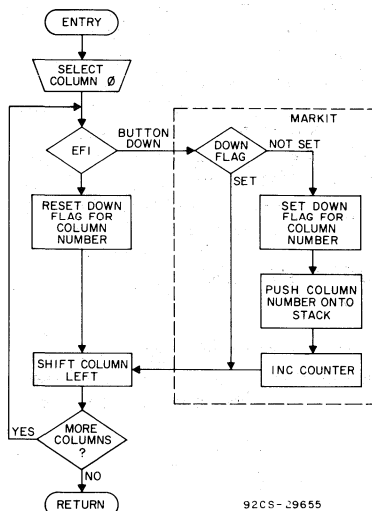 ENTRY
SELECT
COLUMN Ø
MARKIT
EF1
BUTTON
DOWN
DOWN
FLAG
NOT SET
SET
RESET DOWN
FLAG FOR
COLUMN
NUMBER
SET DOWN
FLAG FOR
COLUMN
NUMBER
PUSH COLUMN
NUMBER ONTO
STACK
SHIFT COLUMN
LEFT
INC COUNTER
YES
MORE
COLUMNS
?
NO
RETURN
92CS-29655